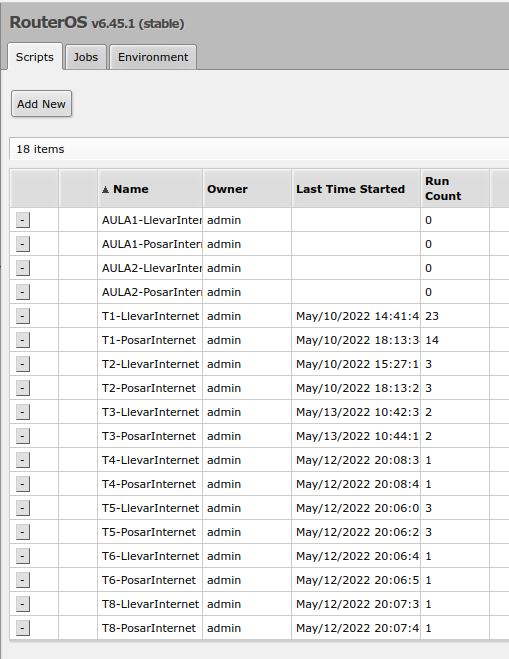 RouterOS v6.45.1 (stable)
Scripts Jobs Environment
Add New
18 items
▲ Name Owner Last Time Started Run Count
- AULA1-LlevarInter admin 0
- AULA1-PosarIntern admin 0
- AULA2-LlevarInter admin 0
- AULA2-PosarIntern admin 0
- T1-LlevarInternet admin May/10/2022 14:41:4 23
- T1-PosarInternet admin May/10/2022 18:13:3 14
- T2-LlevarInternet admin May/10/2022 15:27:1 3
- T2-PosarInternet admin May/10/2022 18:13:2 3
- T3-LlevarInternet admin May/13/2022 10:42:3 2
- T3-PosarInternet admin May/13/2022 10:44:1 2
- T4-LlevarInternet admin May/12/2022 20:08:3 1
- T4-PosarInternet admin May/12/2022 20:08:4 1
- T5-LlevarInternet admin May/12/2022 20:06:0 3
- T5-PosarInternet admin May/12/2022 20:06:2 3
- T6-LlevarInternet admin May/12/2022 20:06:4 1
- T6-PosarInternet admin May/12/2022 20:06:5 1
- T8-LlevarInternet admin May/12/2022 20:07:3 1
- T8-PosarInternet admin May/12/2022 20:07:4 1